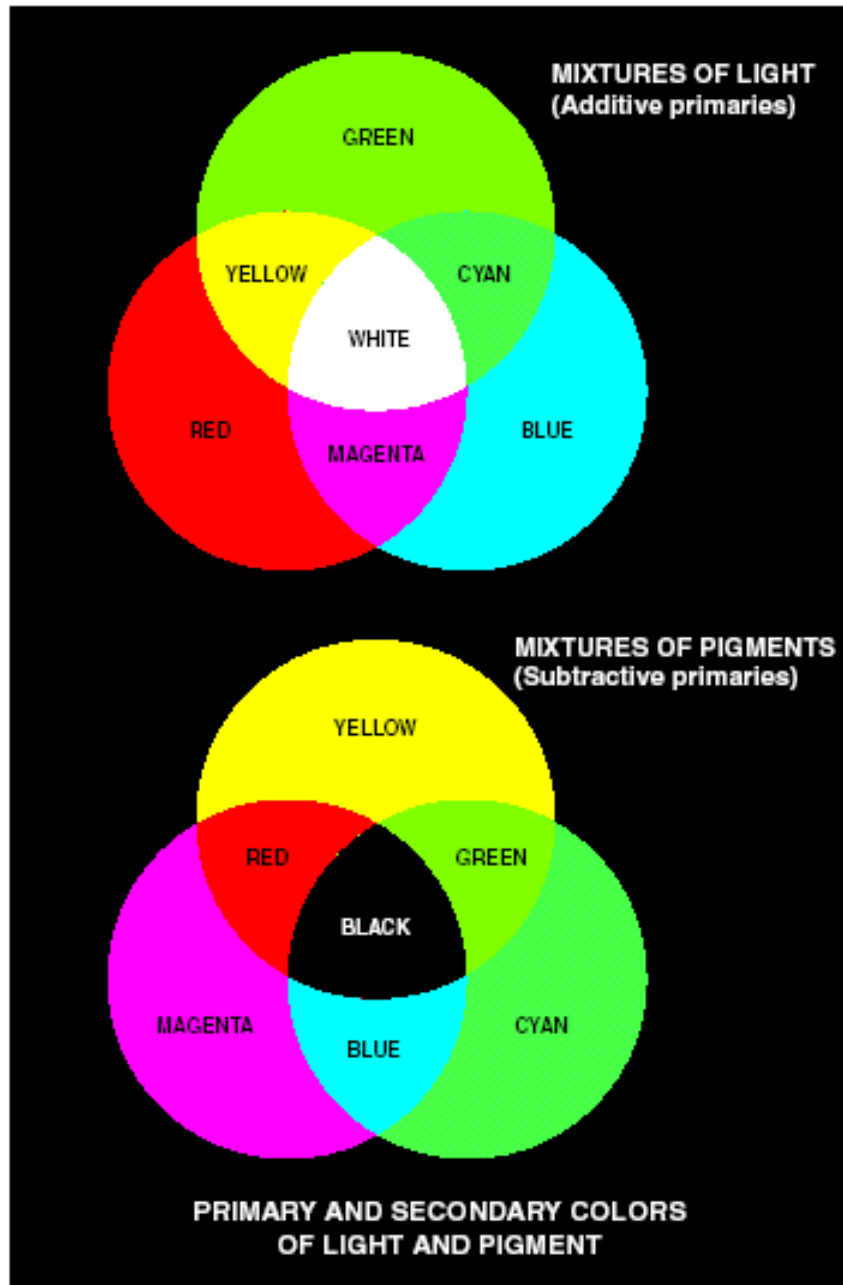 MIXTURES OF LIGHT
(Additive primaries)
GREEN
YELLOW
CYAN
WHITE
RED
BLUE
MAGENTA
MIXTURES OF PIGMENTS
(Subtractive primaries)
YELLOW
RED
GREEN
BLACK
MAGENTA
CYAN
BLUE
PRIMARY AND SECONDARY COLORS
OF LIGHT AND PIGMENT